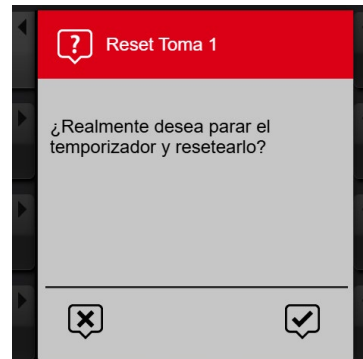 Reset Toma 1
¿Realmente desea parar el
temporizador y resetearlo?